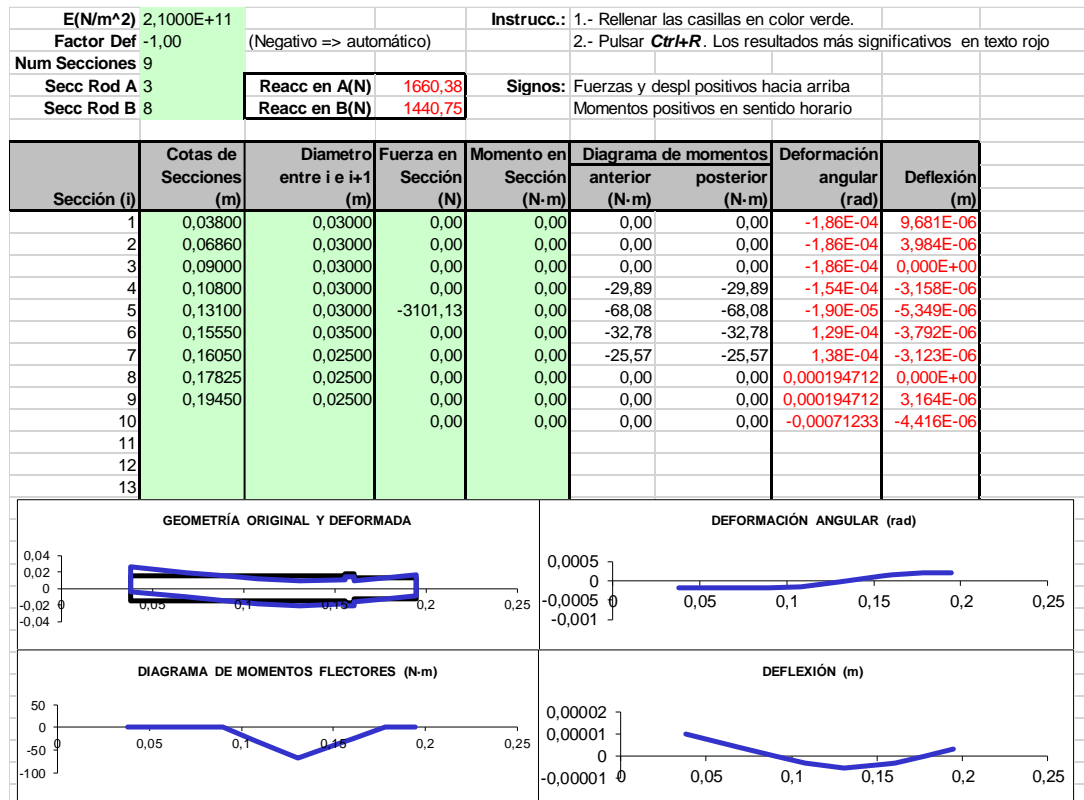 E(N/m^2) 2,1000E+11 Instrucc.: 1.- Rellenar las casillas en color verde.
Factor Def -1,00 (Negativo => automático) 2.- Pulsar Ctrl+R. Los resultados más significativos en texto rojo
Num Secciones 9
Secc Rod A 3 Reacc en A(N) 1660,38 Signos: Fuerzas y despl positivos hacia arriba
Secc Rod B 8 Reacc en B(N) 1440,75 Momentos positivos en sentido horario
Cotas de Diametro Fuerza en Momento en Diagrama de momentos Deformación
Secciones entre i e i+1 Sección Sección anterior posterior angular Deflexión
Sección (i) (m) (m) (N) (N·m) (N·m) (N·m) (rad) (m)
1 0,03800 0,03000 0,00 0,00 0,00 0,00 -1,86E-04 9,681E-06
2 0,06860 0,03000 0,00 0,00 0,00 0,00 -1,86E-04 3,984E-06
3 0,09000 0,03000 0,00 0,00 0,00 0,00 -1,86E-04 0,000E+00
4 0,10800 0,03000 0,00 0,00 -29,89 -29,89 -1,54E-04 -3,158E-06
5 0,13100 0,03000 -3101,13 0,00 -68,08 -68,08 -1,90E-05 -5,349E-06
6 0,15550 0,03500 0,00 0,00 -32,78 -32,78 1,29E-04 -3,792E-06
7 0,16050 0,02500 0,00 0,00 -25,57 -25,57 1,38E-04 -3,123E-06
8 0,17825 0,02500 0,00 0,00 0,00 0,00 0,000194712 0,000E+00
9 0,19450 0,02500 0,00 0,00 0,00 0,00 0,000194712 3,164E-06
10 0,00 0,00 0,00 0,00 -0,00071233 -4,416E-06
11
12
13
GEOMETRÍA ORIGINAL Y DEFORMADA
0,04
0,02
0
-0,02
-0,04
0 0,05 0,1 0,15 0,2 0,25
DEFORMACIÓN ANGULAR (rad)
0,0005
0
-0,0005
-0,001
0 0,05 0,1 0,15 0,2 0,25
DIAGRAMA DE MOMENTOS FLECTORES (N·m)
50
0
-50
-100
0 0,05 0,1 0,15 0,2 0,25
DEFLEXIÓN (m)
0,00002
0,00001
0
-0,00001
0 0,05 0,1 0,15 0,2 0,25